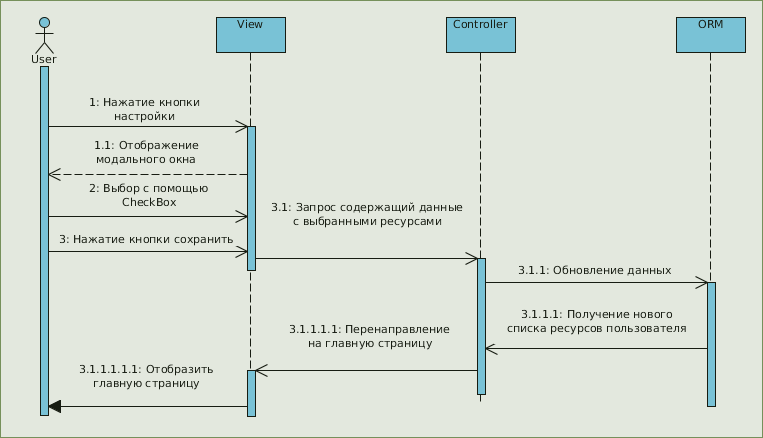 View
Controller
ORM
User
1: Нажатие кнопки
настройки
1.1: Отображение
модального окна
2: Выбор с помощью
CheckBox
3: Нажатие кнопки сохранить
3.1: Запрос содержащий данные
с выбранными ресурсами
3.1.1: Обновление данных
3.1.1.1: Получение нового
списка ресурсов пользователя
3.1.1.1.1: Перенаправление
на главную страницу
3.1.1.1.1.1: Отобразить
главную страницу